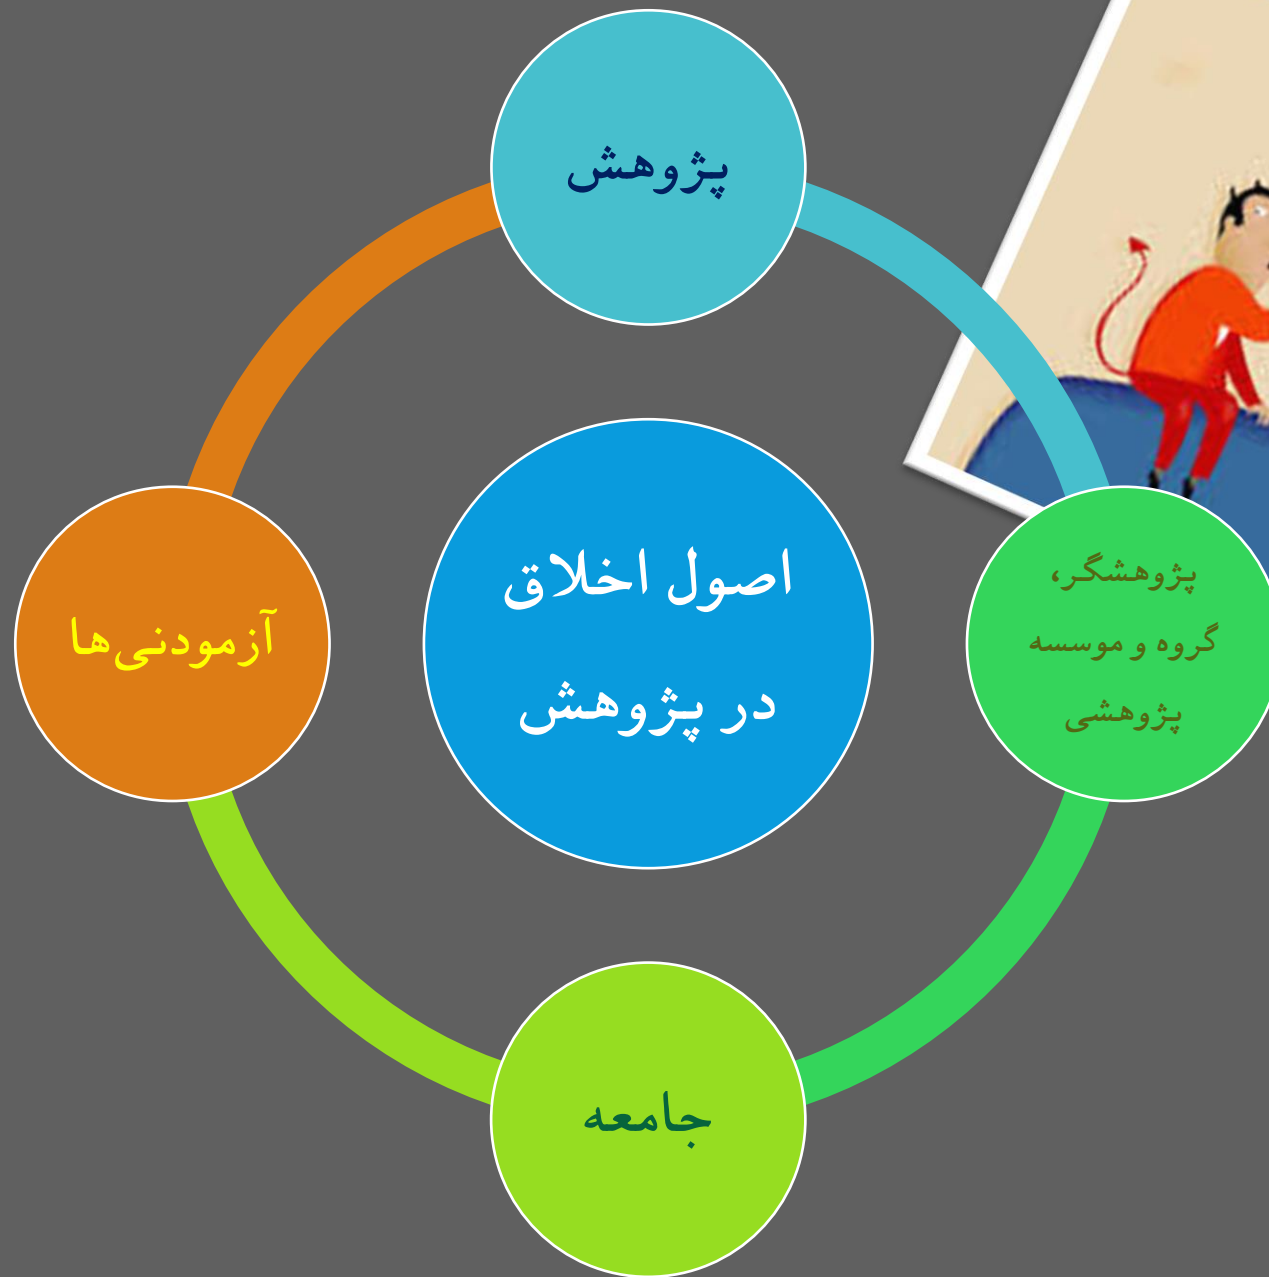 پژوهش
پژوهشگر،
گروه و موسسه
پژوهشی
اصول اخلاق
در پژوهش
آزمودنی‌ها
جامعه